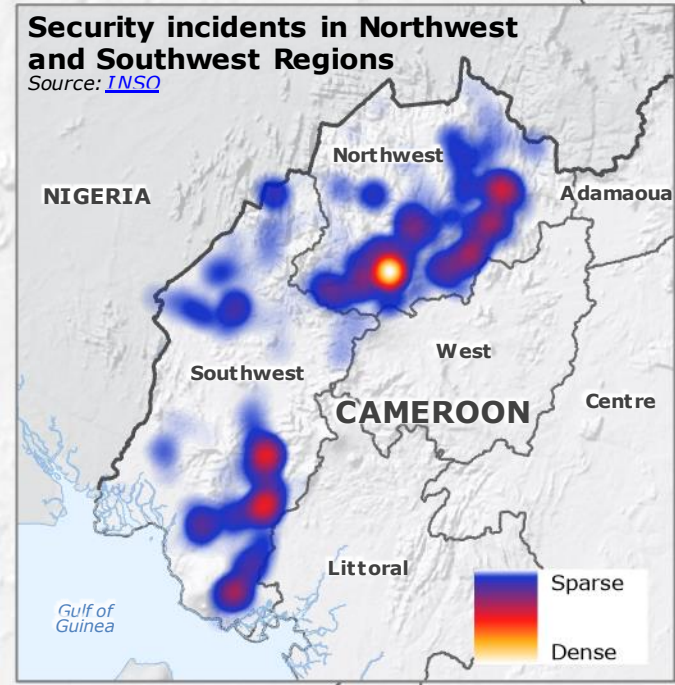 Security incidents in Northwest
and Southwest Regions
Source: INSO
Northwest
NIGERIA
Adamaoua
West
Southwest
CAMEROON
Centre
Littoral
Sparse
Gulf of
Guinea
Dense